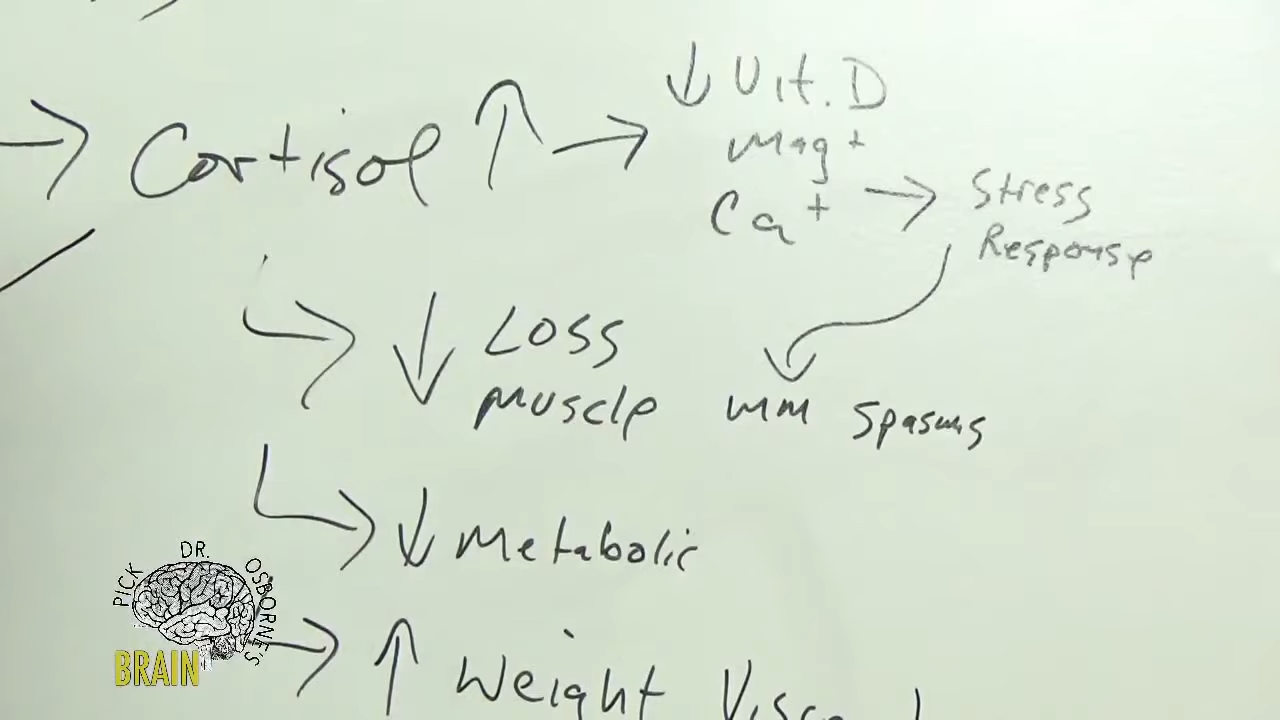 → Cortisol ↑ → ↓ Vit. D
Mag+
Ca+ → Stress
Response
↓ Loss
muscle
MM Spasms
↓ Metabolic
↑ Weight
PICK DR. OSBORNE'S
BRAIN